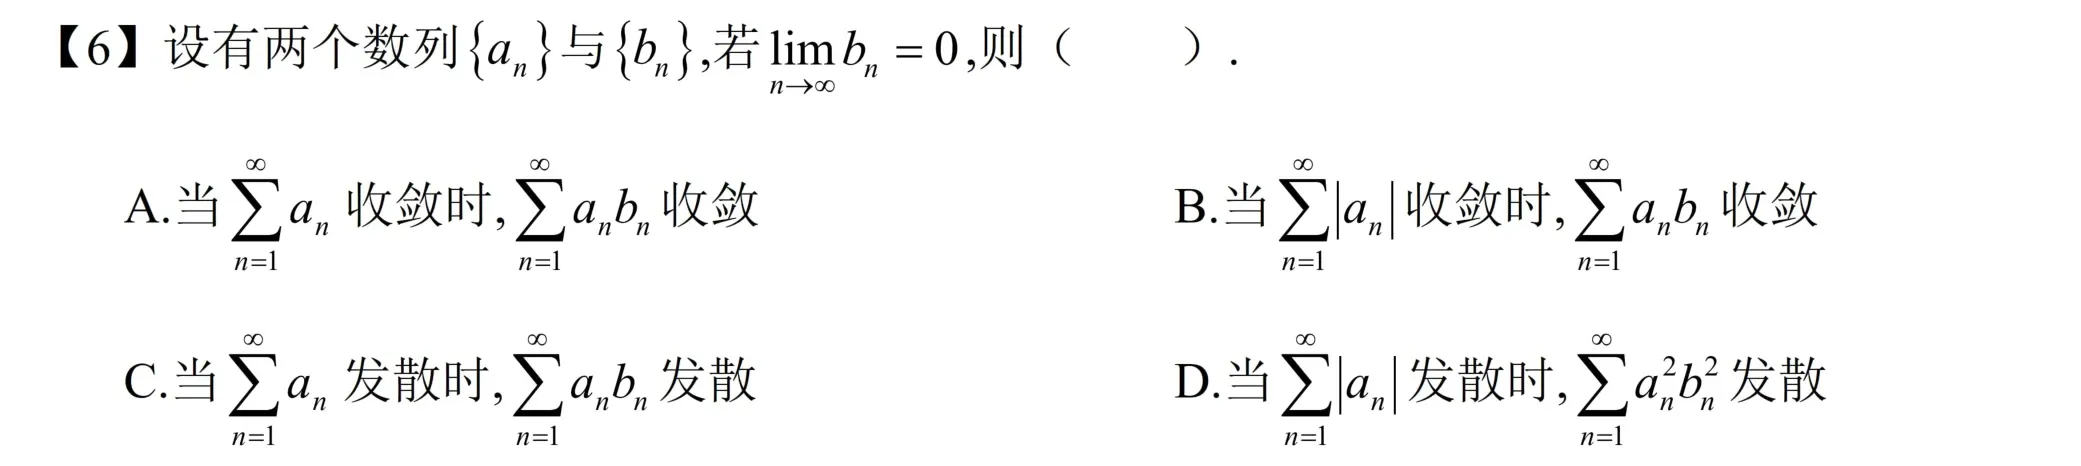 【6】设有两个数列{aₙ}与{bₙ},若 lim_{n→∞} bₙ = 0,则（　　）.
A.当 ∑_{n=1}^{∞} aₙ 收敛时, ∑_{n=1}^{∞} aₙbₙ 收敛　　B.当 ∑_{n=1}^{∞} |aₙ| 收敛时, ∑_{n=1}^{∞} aₙbₙ 收敛
C.当 ∑_{n=1}^{∞} aₙ 发散时, ∑_{n=1}^{∞} aₙbₙ 发散　　D.当 ∑_{n=1}^{∞} |aₙ| 发散时, ∑_{n=1}^{∞} aₙ²bₙ² 发散